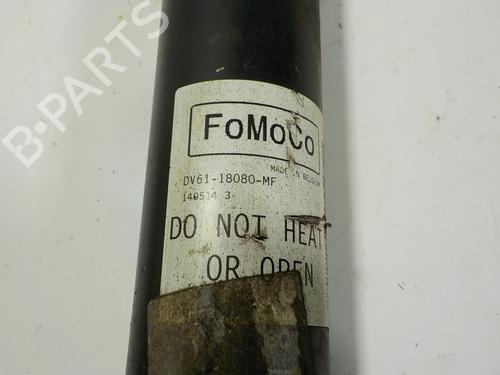 B-PARTS
FoMoCo
MADE IN BELGIUM
DV61-18080-MF
140514 3
DO NOT HEAT
OR OPEN